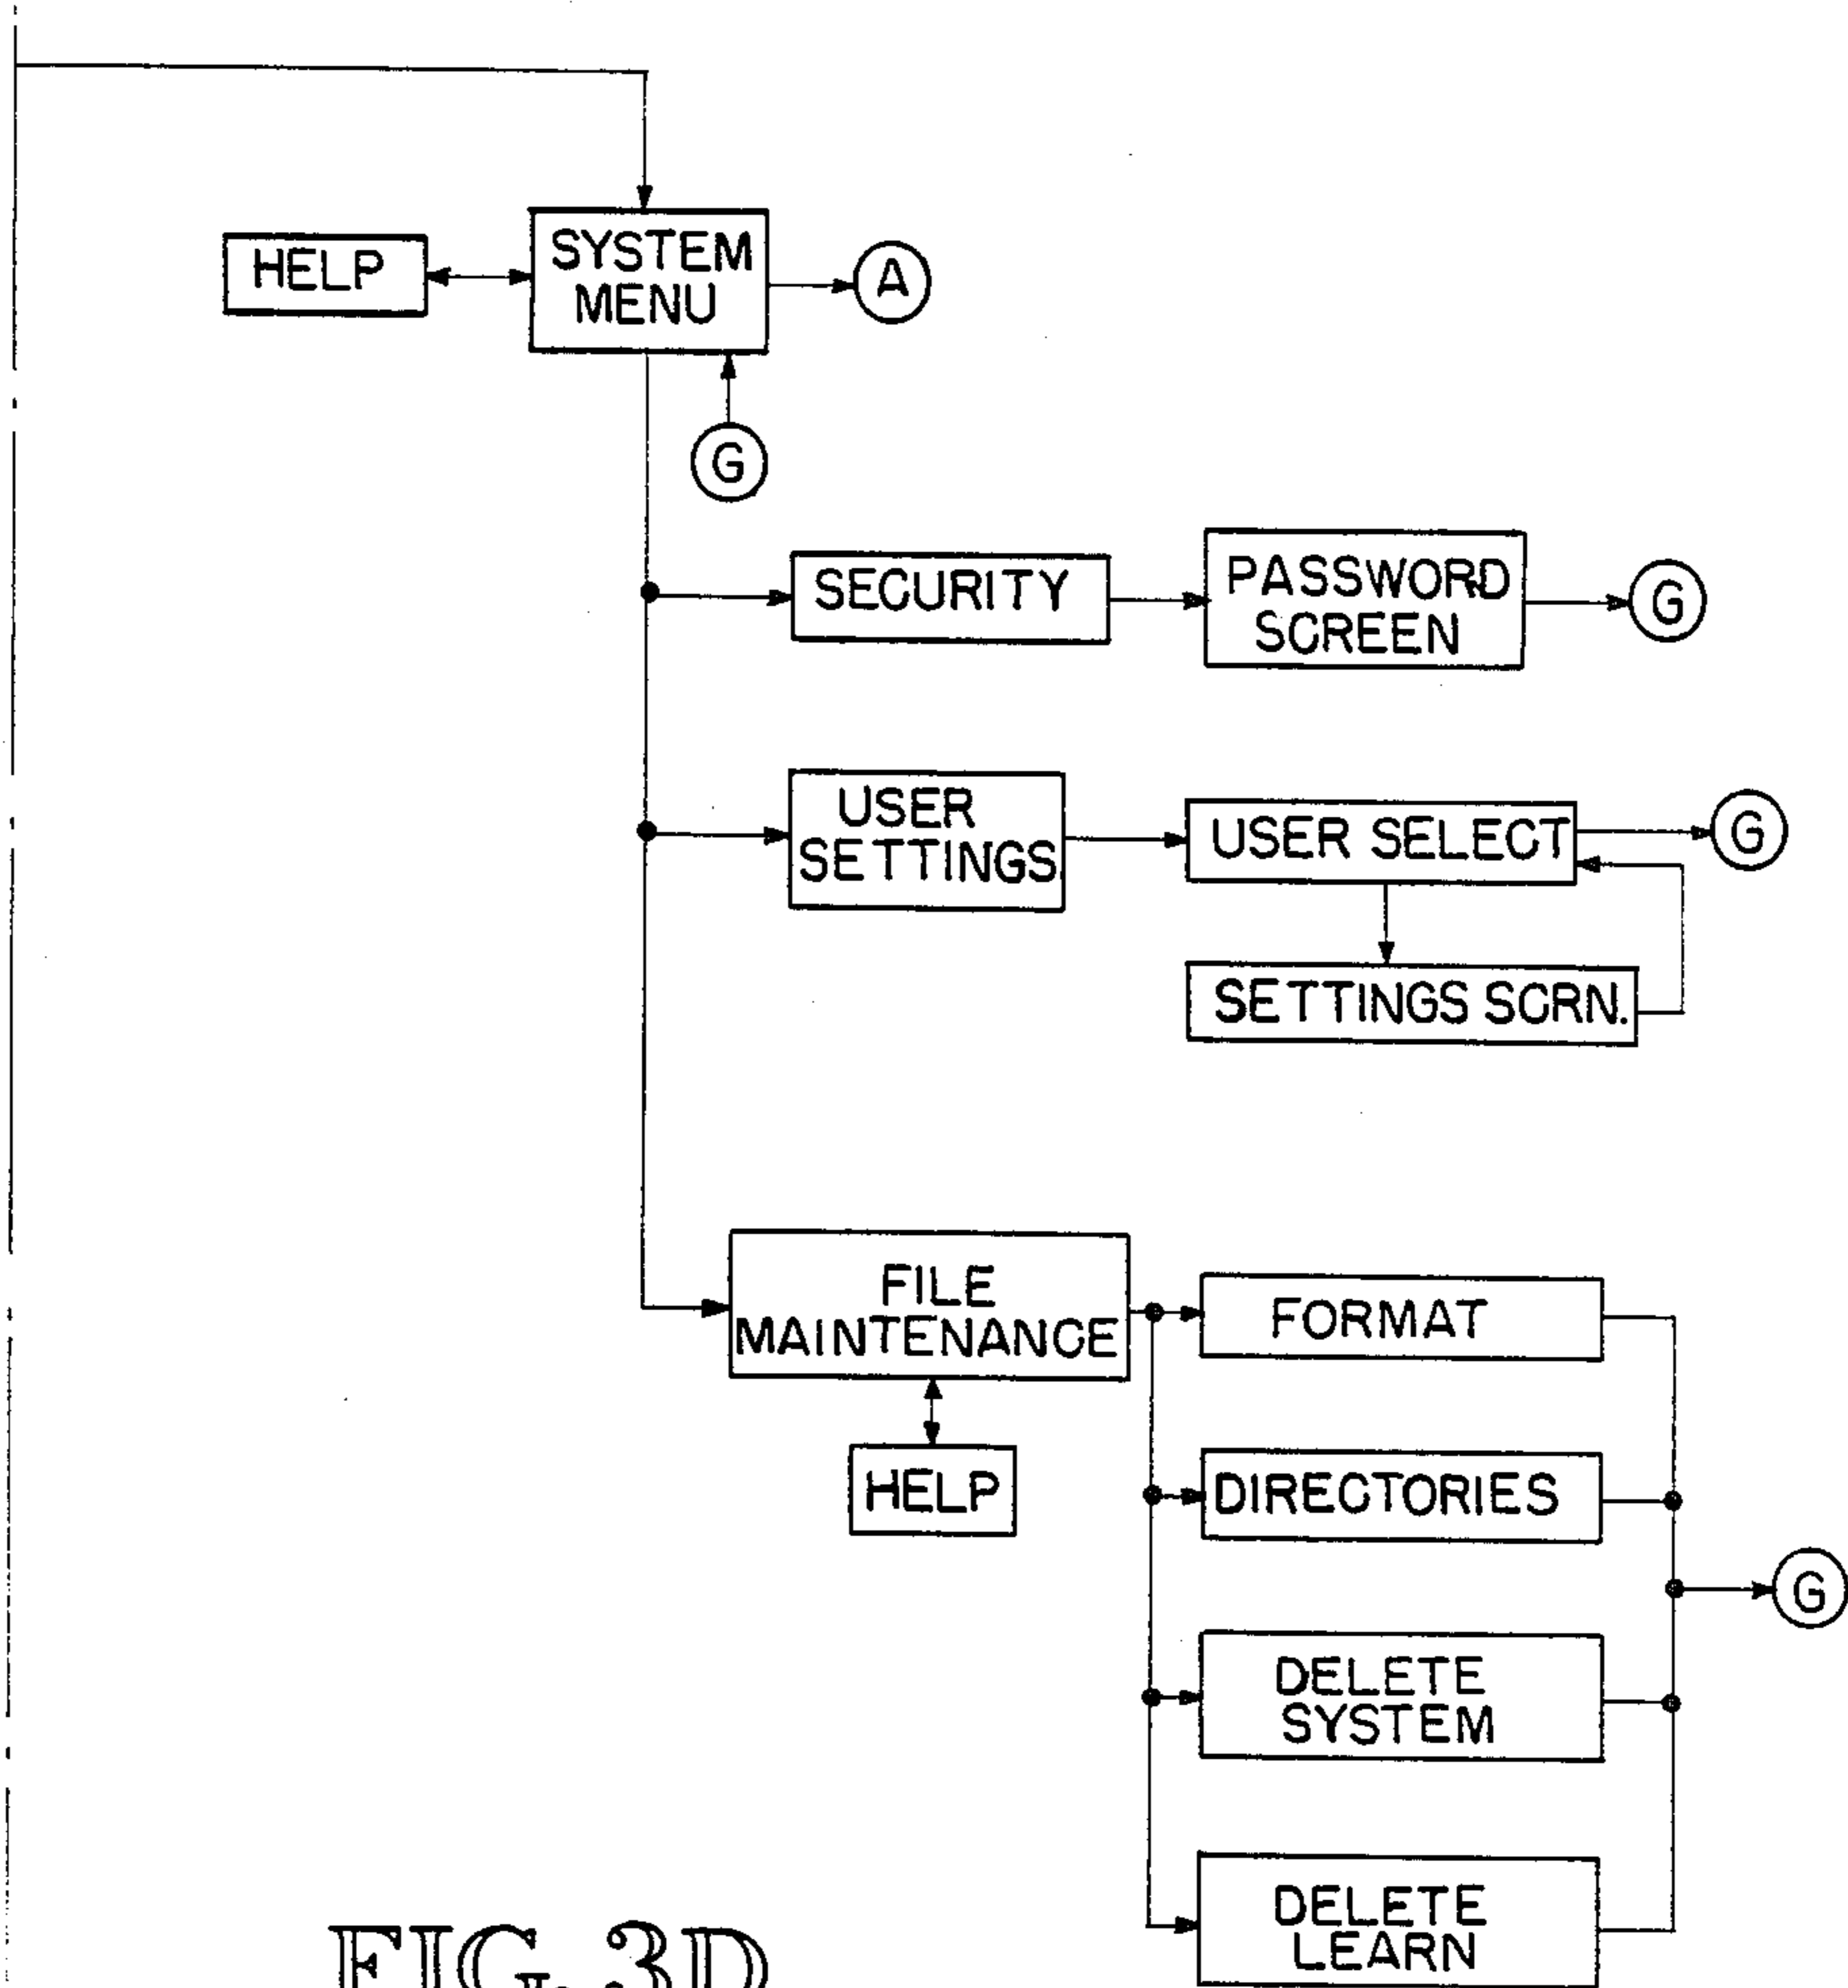 HELP
SYSTEM
MENU
A
G
SECURITY
PASSWORD
SCREEN
G
USER
SETTINGS
USER SELECT
G
SETTINGS SCRN.
FILE
MAINTENANCE
FORMAT
HELP
DIRECTORIES
G
DELETE
SYSTEM
DELETE
LEARN
FIG. 3D